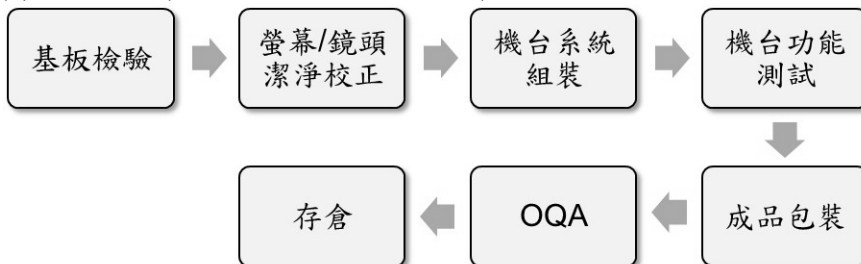 基板檢驗
螢幕/鏡頭
潔淨校正
機台系統
組裝
機台功能
測試
成品包裝
OQA
存倉